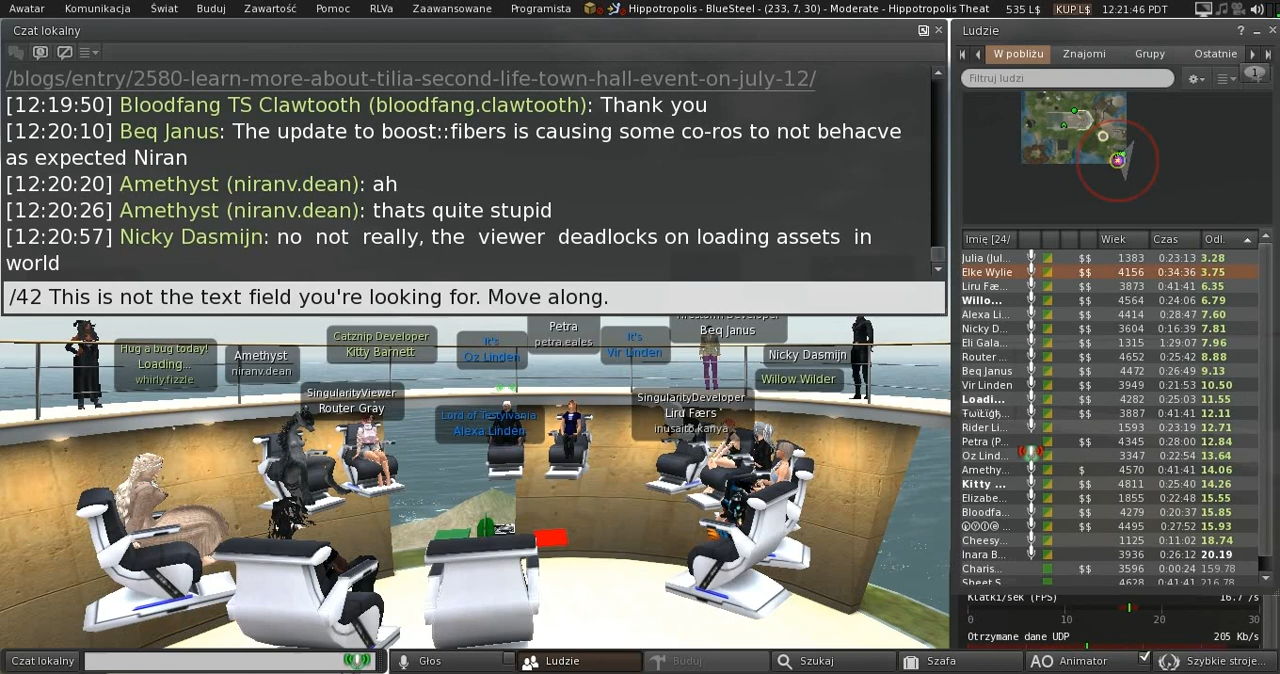 Awatar Komunikacja Świat Buduj Zawartość Pomoc RLVa Zaawansowane Programista Hippotropolis - BlueSteel - (233, 7, 30) - Moderate - Hippotropolis Theat 535 L$ KUP L$ 12:21:46 PDT
Czat lokalny
/blogs/entry/2580-learn-more-about-tilia-second-life-town-hall-event-on-july-12/
[12:19:50] Bloodfang TS Clawtooth (bloodfang.clawtooth): Thank you
[12:20:10] Beq Janus: The update to boost::fibers is causing some co-ros to not behacve
as expected Niran
[12:20:20] Amethyst (niranv.dean): ah
[12:20:26] Amethyst (niranv.dean): thats quite stupid
[12:20:57] Nicky Dasmijn: no not really, the viewer deadlocks on loading assets in
world
/42 This is not the text field you're looking for. Move along.
Hug a bug today!
Loading...
whirly.fizzle
Amethyst
niranv.dean
Catznip Developer
Kitty Barnett
It's
Oz Linden
Petra
petra.eales
It's
Vir Linden
Beq Janus
Nicky Dasmijn
Willow Wilder
SingularityViewer
Router Gray
Lord of Testylvania
Alexa Linden
SingularityDeveloper
Liru Færs
inusaito.kanya
Ludzie
W pobliżu Znajomi Grupy Ostatnie
1
Filtruj ludzi
Imię [24/ Wiek Czas Odl.
Julia (Jul... $$ 1383 0:23:13 3.28
Elke Wylie $$ 4156 0:34:36 3.75
Liru Fæ... $$ 3873 0:41:41 6.35
Willo... $$ 4564 0:24:06 6.79
Alexa Li... $$ 4414 0:28:47 7.60
Nicky D... $$ 3604 0:16:39 7.81
Eli Gala... $$ 1315 1:29:07 7.96
Router ... $$ 4652 0:25:42 8.88
Beq Janus $$ 4472 0:26:49 9.13
Vir Linden $$ 3949 0:21:53 10.50
Loadi... $$ 4282 0:25:03 11.55
$$ 3887 0:41:41 12.11
Rider Li... 1593 0:23:19 12.71
Petra (P... $$ 4345 0:28:00 12.84
Oz Lind... 3347 0:22:54 13.64
Amethy... $ 4570 0:41:41 14.06
Kitty ... $$ 4811 0:25:40 14.26
Elizabe... 1855 0:22:48 15.55
Bloodfa... $$ 4279 0:20:37 15.85
$$ 4495 0:27:52 15.93
Cheesy... 1125 0:11:02 18.74
Inara B... 3936 0:26:12 20.19
Charis... $$ 3596 0:00:24 159.78
Sheet S... 4628 0:41:41 216.78
Klatki/sek (FPS) 16.7 /s
0 10 20 30
Otrzymane dane UDP 205 Kb/s
Czat lokalny Głos Ludzie Buduj Szukaj Szafa AO Animator Szybkie stroje...